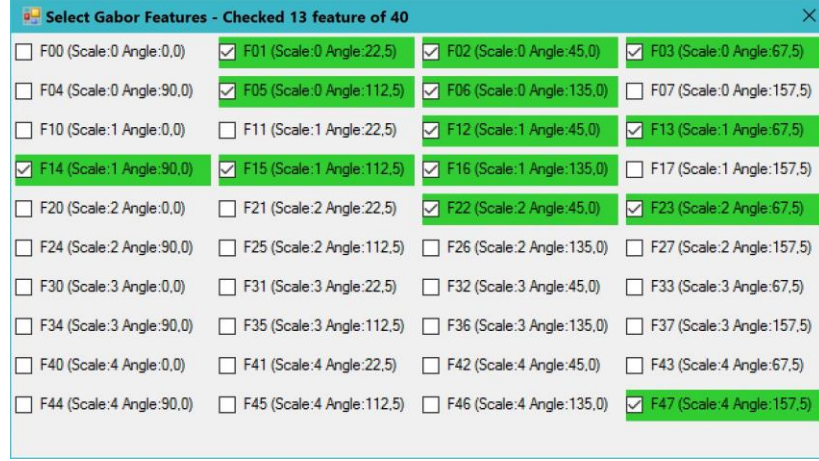 Select Gabor Features - Checked 13 feature of 40
F00 (Scale:0 Angle:0,0) F01 (Scale:0 Angle:22,5) F02 (Scale:0 Angle:45,0) F03 (Scale:0 Angle:67,5)
F04 (Scale:0 Angle:90,0) F05 (Scale:0 Angle:112,5) F06 (Scale:0 Angle:135,0) F07 (Scale:0 Angle:157,5)
F10 (Scale:1 Angle:0,0) F11 (Scale:1 Angle:22,5) F12 (Scale:1 Angle:45,0) F13 (Scale:1 Angle:67,5)
F14 (Scale:1 Angle:90,0) F15 (Scale:1 Angle:112,5) F16 (Scale:1 Angle:135,0) F17 (Scale:1 Angle:157,5)
F20 (Scale:2 Angle:0,0) F21 (Scale:2 Angle:22,5) F22 (Scale:2 Angle:45,0) F23 (Scale:2 Angle:67,5)
F24 (Scale:2 Angle:90,0) F25 (Scale:2 Angle:112,5) F26 (Scale:2 Angle:135,0) F27 (Scale:2 Angle:157,5)
F30 (Scale:3 Angle:0,0) F31 (Scale:3 Angle:22,5) F32 (Scale:3 Angle:45,0) F33 (Scale:3 Angle:67,5)
F34 (Scale:3 Angle:90,0) F35 (Scale:3 Angle:112,5) F36 (Scale:3 Angle:135,0) F37 (Scale:3 Angle:157,5)
F40 (Scale:4 Angle:0,0) F41 (Scale:4 Angle:22,5) F42 (Scale:4 Angle:45,0) F43 (Scale:4 Angle:67,5)
F44 (Scale:4 Angle:90,0) F45 (Scale:4 Angle:112,5) F46 (Scale:4 Angle:135,0) F47 (Scale:4 Angle:157,5)